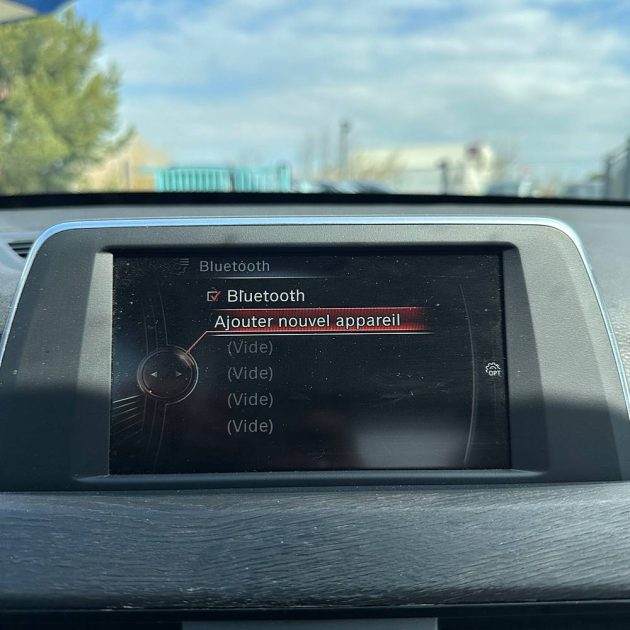 Bluetooth
Bluetooth
Ajouter nouvel appareil
(Vide)
(Vide)
(Vide)
(Vide)
OPT